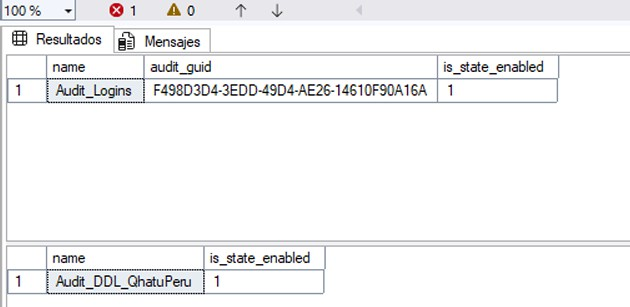 100 % 1 0
Resultados Mensajes
name audit_guid is_state_enabled
1 Audit_Logins F498D3D4-3EDD-49D4-AE26-14610F90A16A 1
name is_state_enabled
1 Audit_DDL_QhatuPeru 1